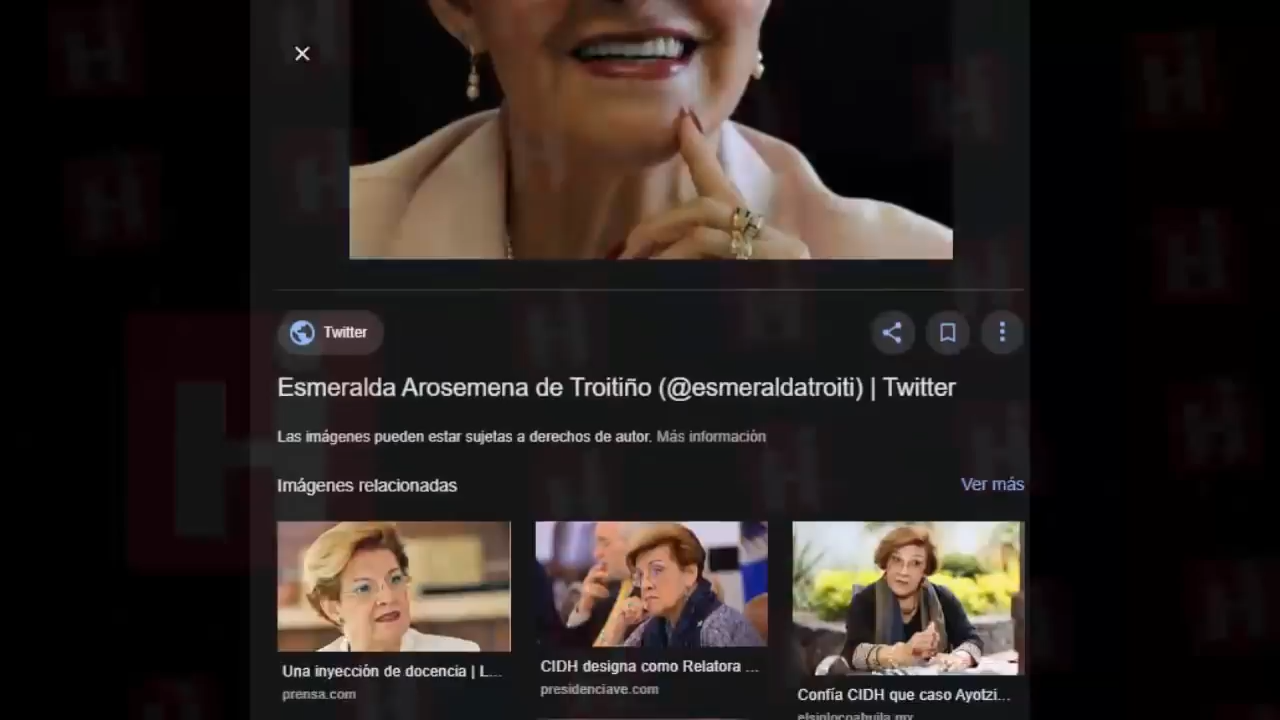 Twitter
Esmeralda Arosemena de Troitiño (@esmeraldatroiti) | Twitter
Las imágenes pueden estar sujetas a derechos de autor. Más información
Imágenes relacionadas
Ver más
Una inyección de docencia | L...
prensa.com
CIDH designa como Relatora ...
presidenciave.com
Confía CIDH que caso Ayotzi...
elsiglocoahuila.mx